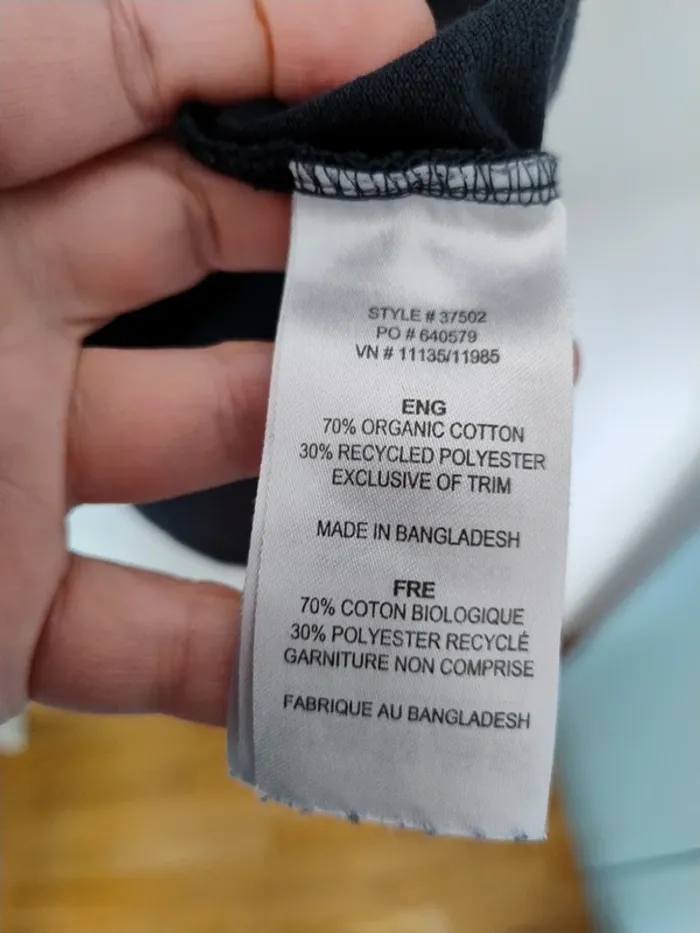 STYLE # 37502
PO # 640579
VN # 11135/11985
ENG
70% ORGANIC COTTON
30% RECYCLED POLYESTER
EXCLUSIVE OF TRIM
MADE IN BANGLADESH
FRE
70% COTON BIOLOGIQUE
30% POLYESTER RECYCLÉ
GARNITURE NON COMPRISE
FABRIQUE AU BANGLADESH